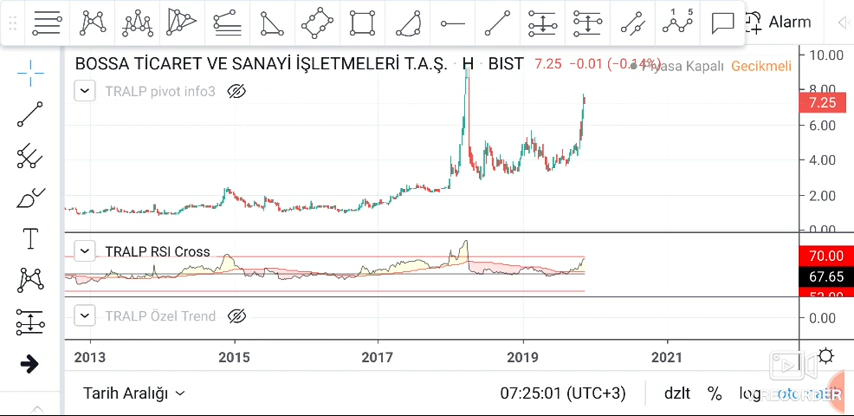 1 5
Alarm
BOSSA TİCARET VE SANAYİ İŞLETMELERİ T.A.Ş. · H · BIST 7.25 −0.01 (−0.14%)
Piyasa Kapalı Gecikmeli
TRALP pivot info3
10.00
8.00
7.25
6.00
4.00
2.00
0.00
TRALP RSI Cross
70.00
67.65
TRALP Özel Trend
0.00
2013 2015 2017 2019 2021
Tarih Aralığı 07:25:01 (UTC+3) dzlt % log
RECORDER